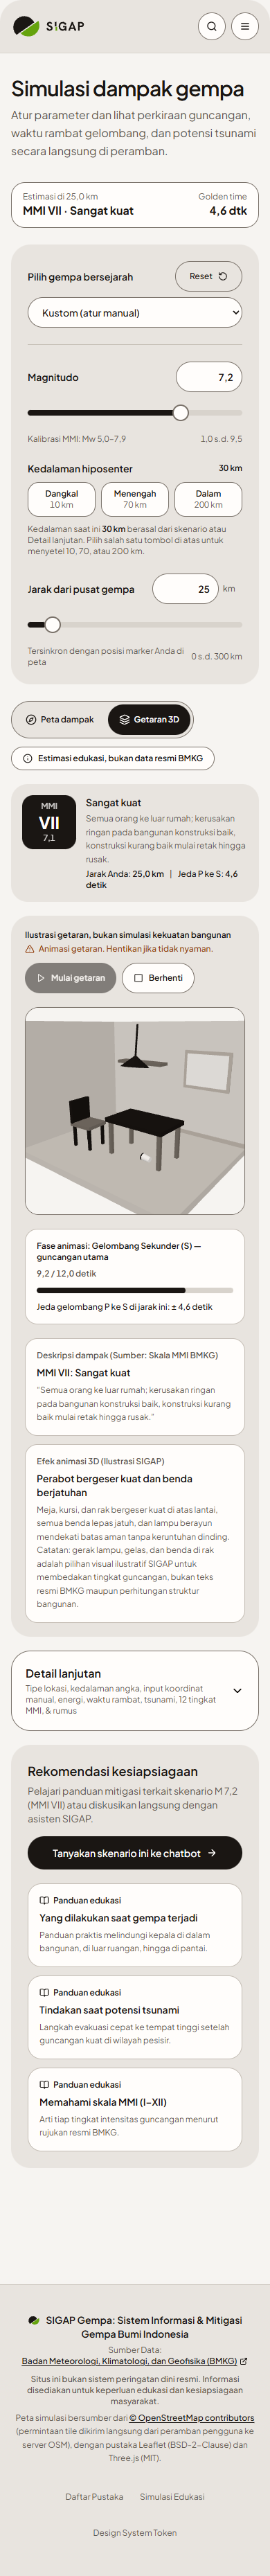 SIGAP
Simulasi dampak gempa
Atur parameter dan lihat perkiraan guncangan,
waktu rambat gelombang, dan potensi tsunami
secara langsung di peramban.
Estimasi di 25,0 km
Golden time
MMI VII · Sangat kuat
4,6 dtk
Pilih gempa bersejarah
Reset
Kustom (atur manual)
Magnitudo
7,2
Kalibrasi MMI: Mw 5,0–7,9
1,0 s.d. 9,5
Kedalaman hiposenter
30 km
Dangkal
10 km
Menengah
70 km
Dalam
200 km
Kedalaman saat ini 30 km berasal dari skenario atau
Detail lanjutan. Pilih salah satu tombol di atas untuk
menyetel 10, 70, atau 200 km.
Jarak dari pusat gempa
25
km
Tersinkron dengan posisi marker Anda di
peta
0 s.d. 300 km
Peta dampak
Getaran 3D
Estimasi edukasi, bukan data resmi BMKG
MMI
VII
7,1
Sangat kuat
Semua orang ke luar rumah; kerusakan
ringan pada bangunan konstruksi baik,
konstruksi kurang baik mulai retak hingga
rusak.
Jarak Anda: 25,0 km | Jeda P ke S: 4,6
detik
Ilustrasi getaran, bukan simulasi kekuatan bangunan
Animasi getaran. Hentikan jika tidak nyaman.
Mulai getaran
Berhenti
Fase animasi: Gelombang Sekunder (S) —
guncangan utama
9,2 / 12,0 detik
Jeda gelombang P ke S di jarak ini: ± 4,6 detik
Deskripsi dampak (Sumber: Skala MMI BMKG)
MMI VII: Sangat kuat
"Semua orang ke luar rumah; kerusakan ringan
pada bangunan konstruksi baik, konstruksi kurang
baik mulai retak hingga rusak."
Efek animasi 3D (Ilustrasi SIGAP)
Perabot bergeser kuat dan benda
berjatuhan
Meja, kursi, dan rak bergeser kuat di atas lantai,
semua benda lepas jatuh, dan lampu berayun
mendekati batas aman tanpa keruntuhan dinding.
Catatan: gerak lampu, gelas, dan benda di rak
adalah pilihan visual ilustratif SIGAP untuk
membedakan tingkat guncangan, bukan teks
resmi BMKG maupun perhitungan struktur
bangunan.
Detail lanjutan
Tipe lokasi, kedalaman angka, input koordinat
manual, energi, waktu rambat, tsunami, 12 tingkat
MMI, & rumus
Rekomendasi kesiapsiagaan
Pelajari panduan mitigasi terkait skenario M 7,2
(MMI VII) atau diskusikan langsung dengan
asisten SIGAP.
Tanyakan skenario ini ke chatbot
Panduan edukasi
Yang dilakukan saat gempa terjadi
Panduan praktis melindungi kepala di dalam
bangunan, di luar ruangan, hingga di pantai.
Panduan edukasi
Tindakan saat potensi tsunami
Langkah evakuasi cepat ke tempat tinggi setelah
guncangan kuat di wilayah pesisir.
Panduan edukasi
Memahami skala MMI (I–XII)
Arti tiap tingkat intensitas guncangan menurut
rujukan resmi BMKG.
SIGAP Gempa: Sistem Informasi & Mitigasi
Gempa Bumi Indonesia
Sumber Data:
Badan Meteorologi, Klimatologi, dan Geofisika (BMKG)
Situs ini bukan sistem peringatan dini resmi. Informasi
disediakan untuk keperluan edukasi dan kesiapsiagaan
masyarakat.
Peta simulasi bersumber dari © OpenStreetMap contributors
(permintaan tile dikirim langsung dari peramban pengguna ke
server OSM), dengan pustaka Leaflet (BSD-2-Clause) dan
Three.js (MIT).
Daftar Pustaka
Simulasi Edukasi
Design System Token